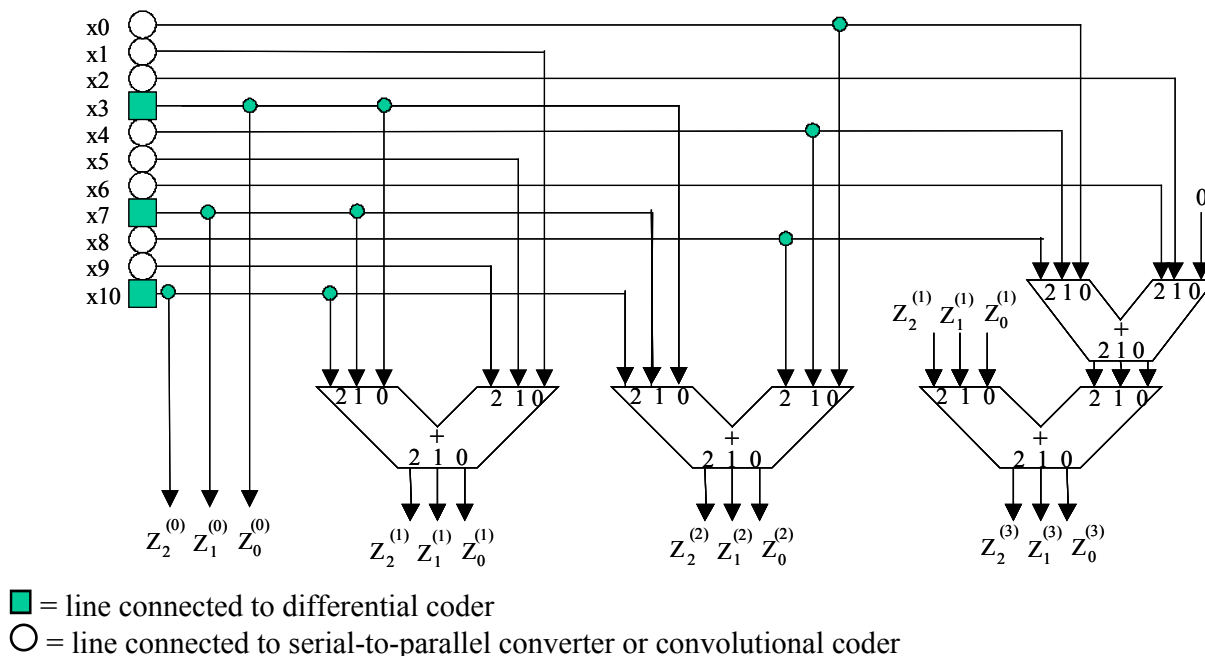 x0
x1
x2
x3
x4
x5
x6
x7
x8
x9
x10
0
2 1 0
2 1 0
+
2 1 0
Z₂⁽¹⁾ Z₁⁽¹⁾ Z₀⁽¹⁾
2 1 0
2 1 0
+
2 1 0
2 1 0
2 1 0
+
2 1 0
2 1 0
2 1 0
+
2 1 0
Z₂⁽⁰⁾ Z₁⁽⁰⁾ Z₀⁽⁰⁾
Z₂⁽¹⁾ Z₁⁽¹⁾ Z₀⁽¹⁾
Z₂⁽²⁾ Z₁⁽²⁾ Z₀⁽²⁾
Z₂⁽³⁾ Z₁⁽³⁾ Z₀⁽³⁾
= line connected to differential coder
= line connected to serial-to-parallel converter or convolutional coder